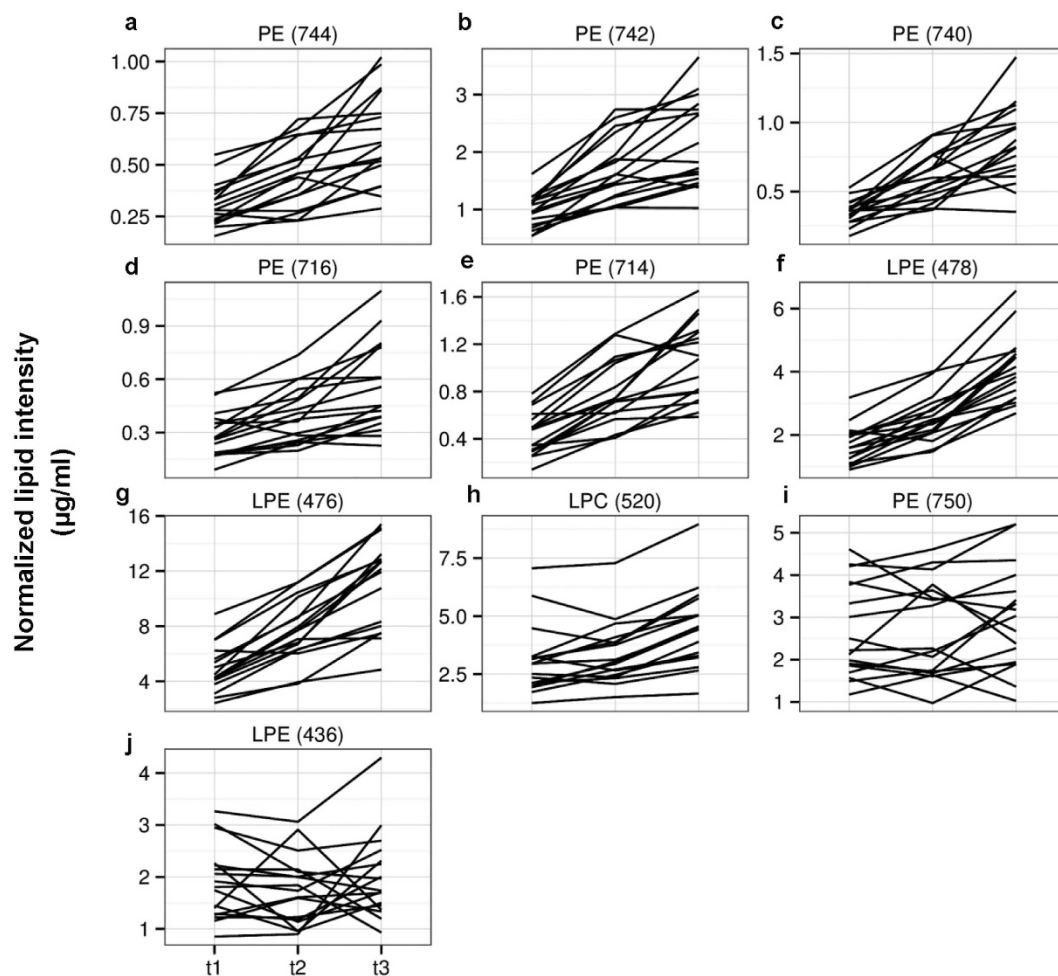 a
PE (744)
b
PE (742)
c
PE (740)
1.00
0.75
0.50
0.25
3
2
1
1.5
1.0
0.5
d
PE (716)
e
PE (714)
f
LPE (478)
0.9
0.6
0.3
1.6
1.2
0.8
0.4
6
4
2
Normalized lipid intensity
(µg/ml)
g
LPE (476)
h
LPC (520)
i
PE (750)
16
12
8
4
7.5
5.0
2.5
5
4
3
2
1
j
LPE (436)
4
3
2
1
t1 t2 t3